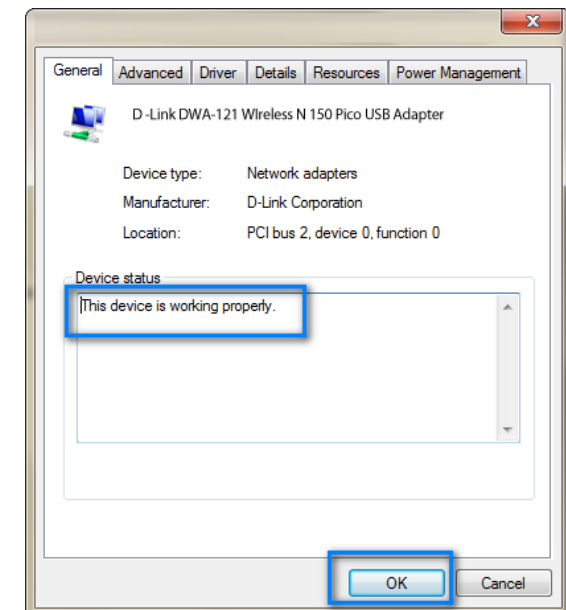 General Advanced Driver Details Resources Power Management
D -Link DWA-121 WIreless N 150 Pico USB Adapter
Device type: Network adapters
Manufacturer: D-Link Corporation
Location: PCI bus 2, device 0, function 0
Device status
This device is working properly.
OK Cancel